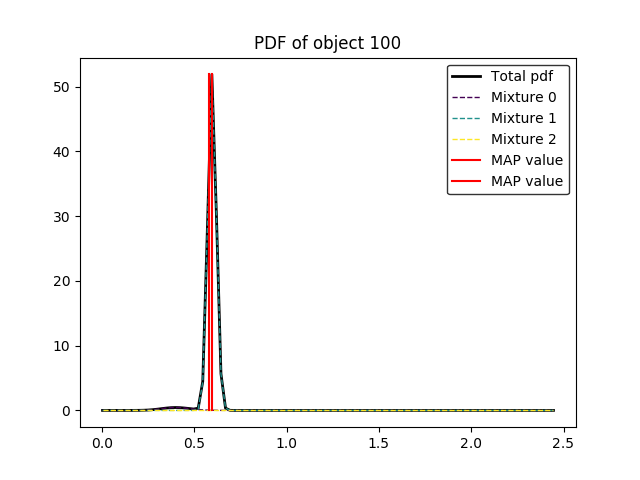 PDF of object 100
Total pdf
Mixture 0
Mixture 1
Mixture 2
MAP value
MAP value
50
40
30
20
10
0
0.0 0.5 1.0 1.5 2.0 2.5